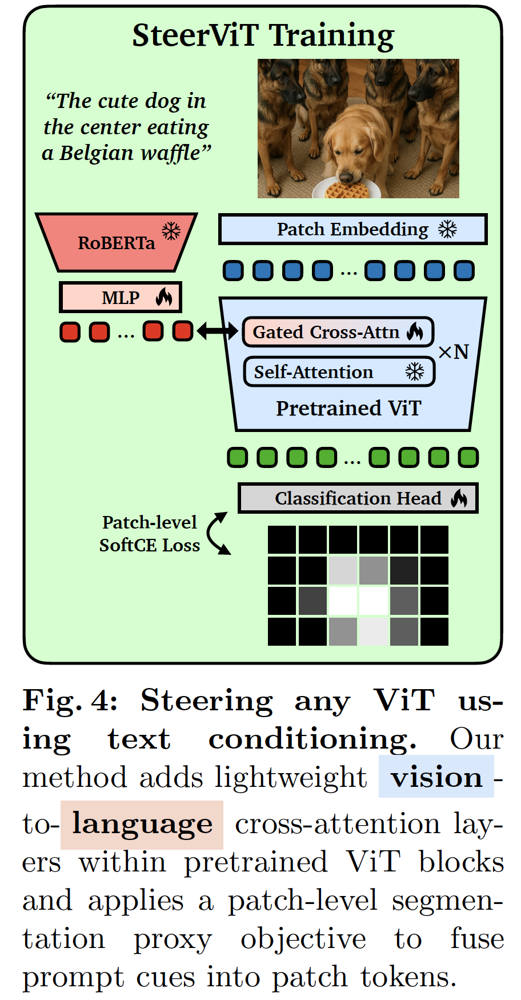 SteerViT Training
“The cute dog in
the center eating
a Belgian waffle”
RoBERTa
MLP
Patch Embedding
...
...
Gated Cross-Attn
×N
Self-Attention
Pretrained ViT
...
Classification Head
Patch-level
SoftCE Loss
Fig. 4: Steering any ViT us-
ing text conditioning. Our
method adds lightweight vision-
to-language cross-attention lay-
ers within pretrained ViT blocks
and applies a patch-level segmen-
tation proxy objective to fuse
prompt cues into patch tokens.